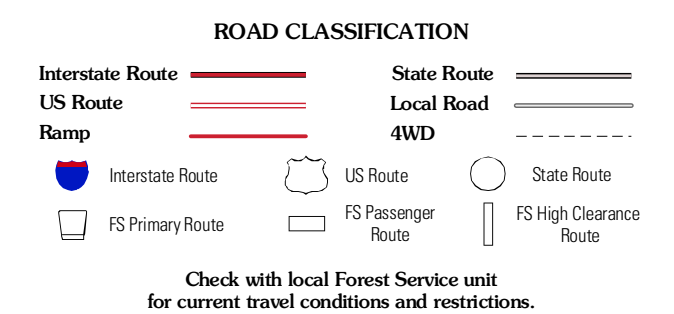 ROAD CLASSIFICATION
Interstate Route
State Route
US Route
Local Road
Ramp
4WD
Interstate Route
US Route
State Route
FS Primary Route
FS Passenger
Route
FS High Clearance
Route
Check with local Forest Service unit
for current travel conditions and restrictions.